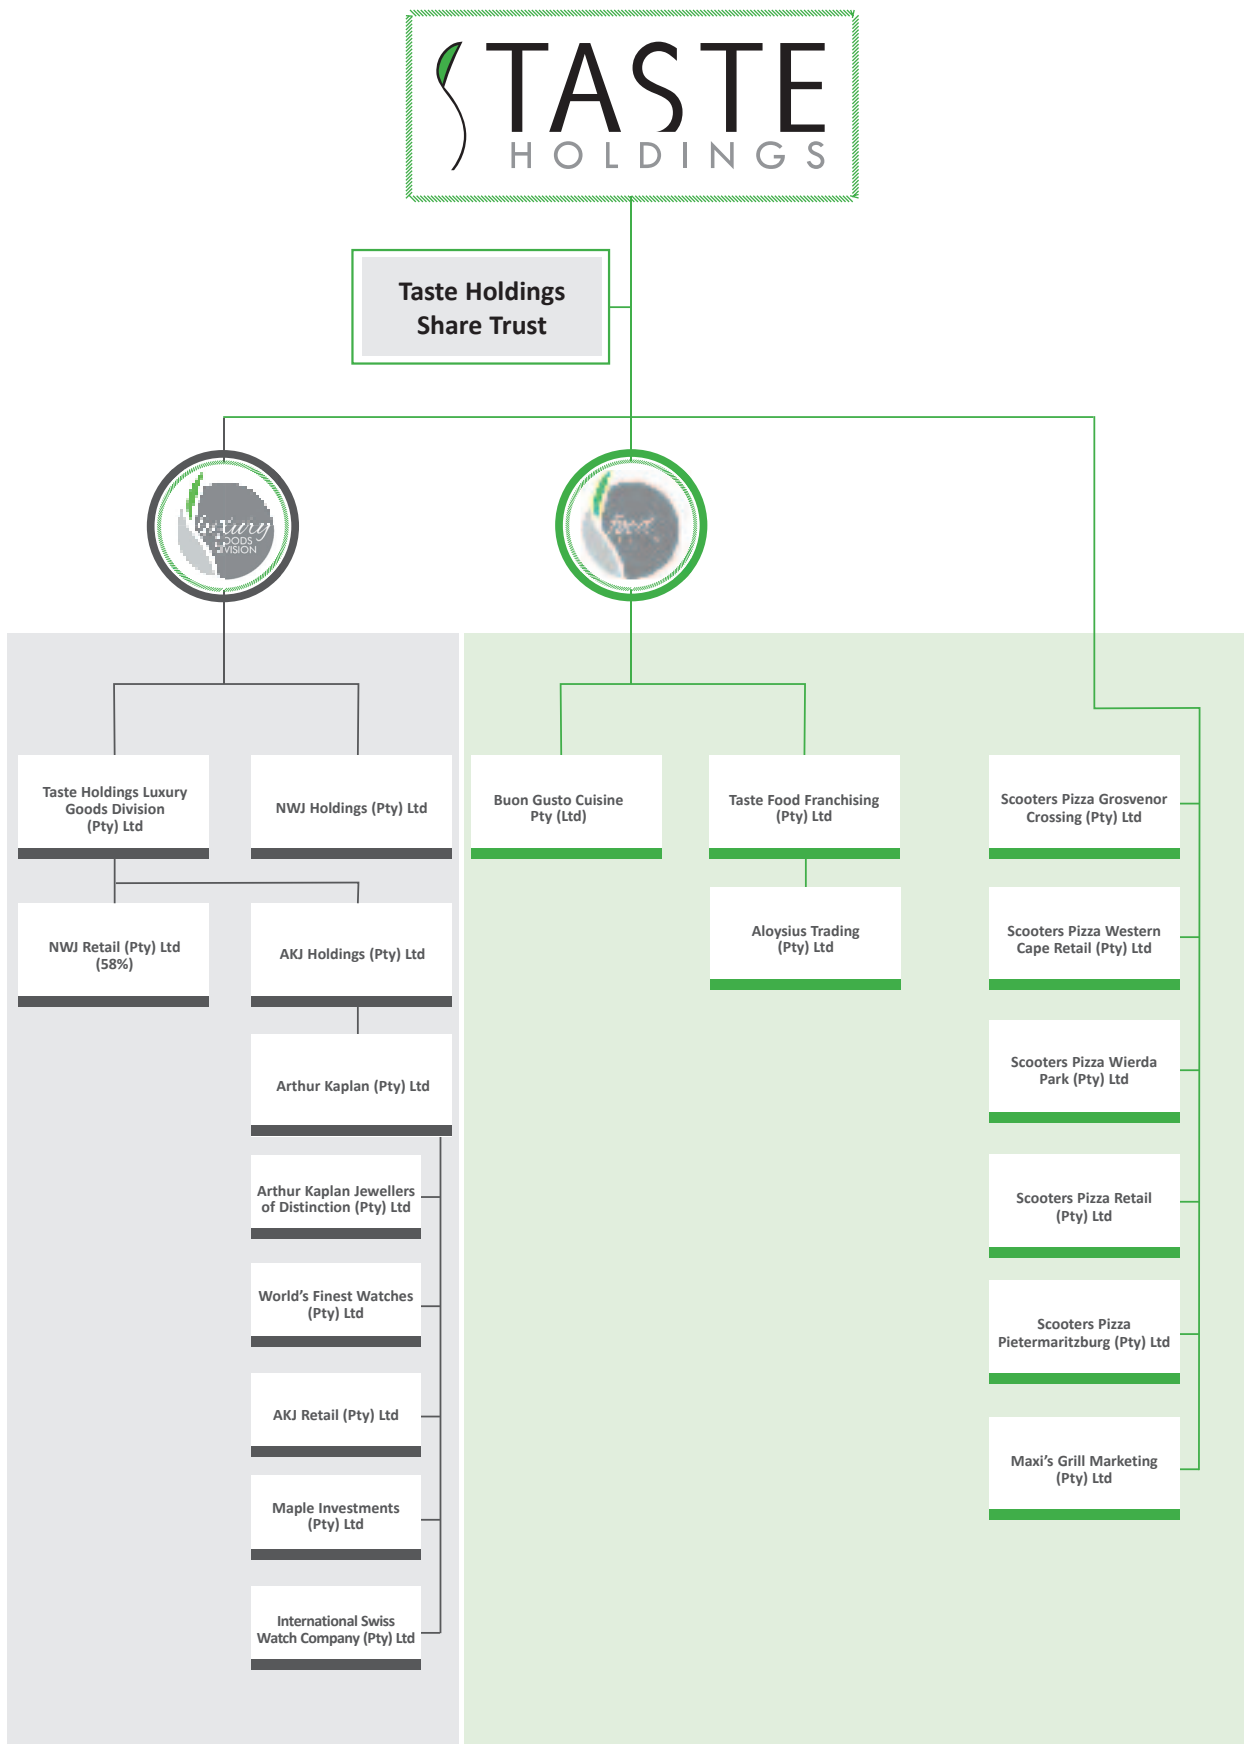 TASTE
HOLDINGS
Taste Holdings
Share Trust
Luxury
GOODS
DIVISION
Food
Taste Holdings Luxury
Goods Division
(Pty) Ltd
NWJ Holdings (Pty) Ltd
Buon Gusto Cuisine
Pty (Ltd)
Taste Food Franchising
(Pty) Ltd
Scooters Pizza Grosvenor
Crossing (Pty) Ltd
NWJ Retail (Pty) Ltd
(58%)
AKJ Holdings (Pty) Ltd
Aloysius Trading
(Pty) Ltd
Scooters Pizza Western
Cape Retail (Pty) Ltd
Arthur Kaplan (Pty) Ltd
Scooters Pizza Wierda
Park (Pty) Ltd
Arthur Kaplan Jewellers
of Distinction (Pty) Ltd
Scooters Pizza Retail
(Pty) Ltd
World’s Finest Watches
(Pty) Ltd
Scooters Pizza
Pietermaritzburg (Pty) Ltd
AKJ Retail (Pty) Ltd
Maxi’s Grill Marketing
(Pty) Ltd
Maple Investments
(Pty) Ltd
International Swiss
Watch Company (Pty) Ltd